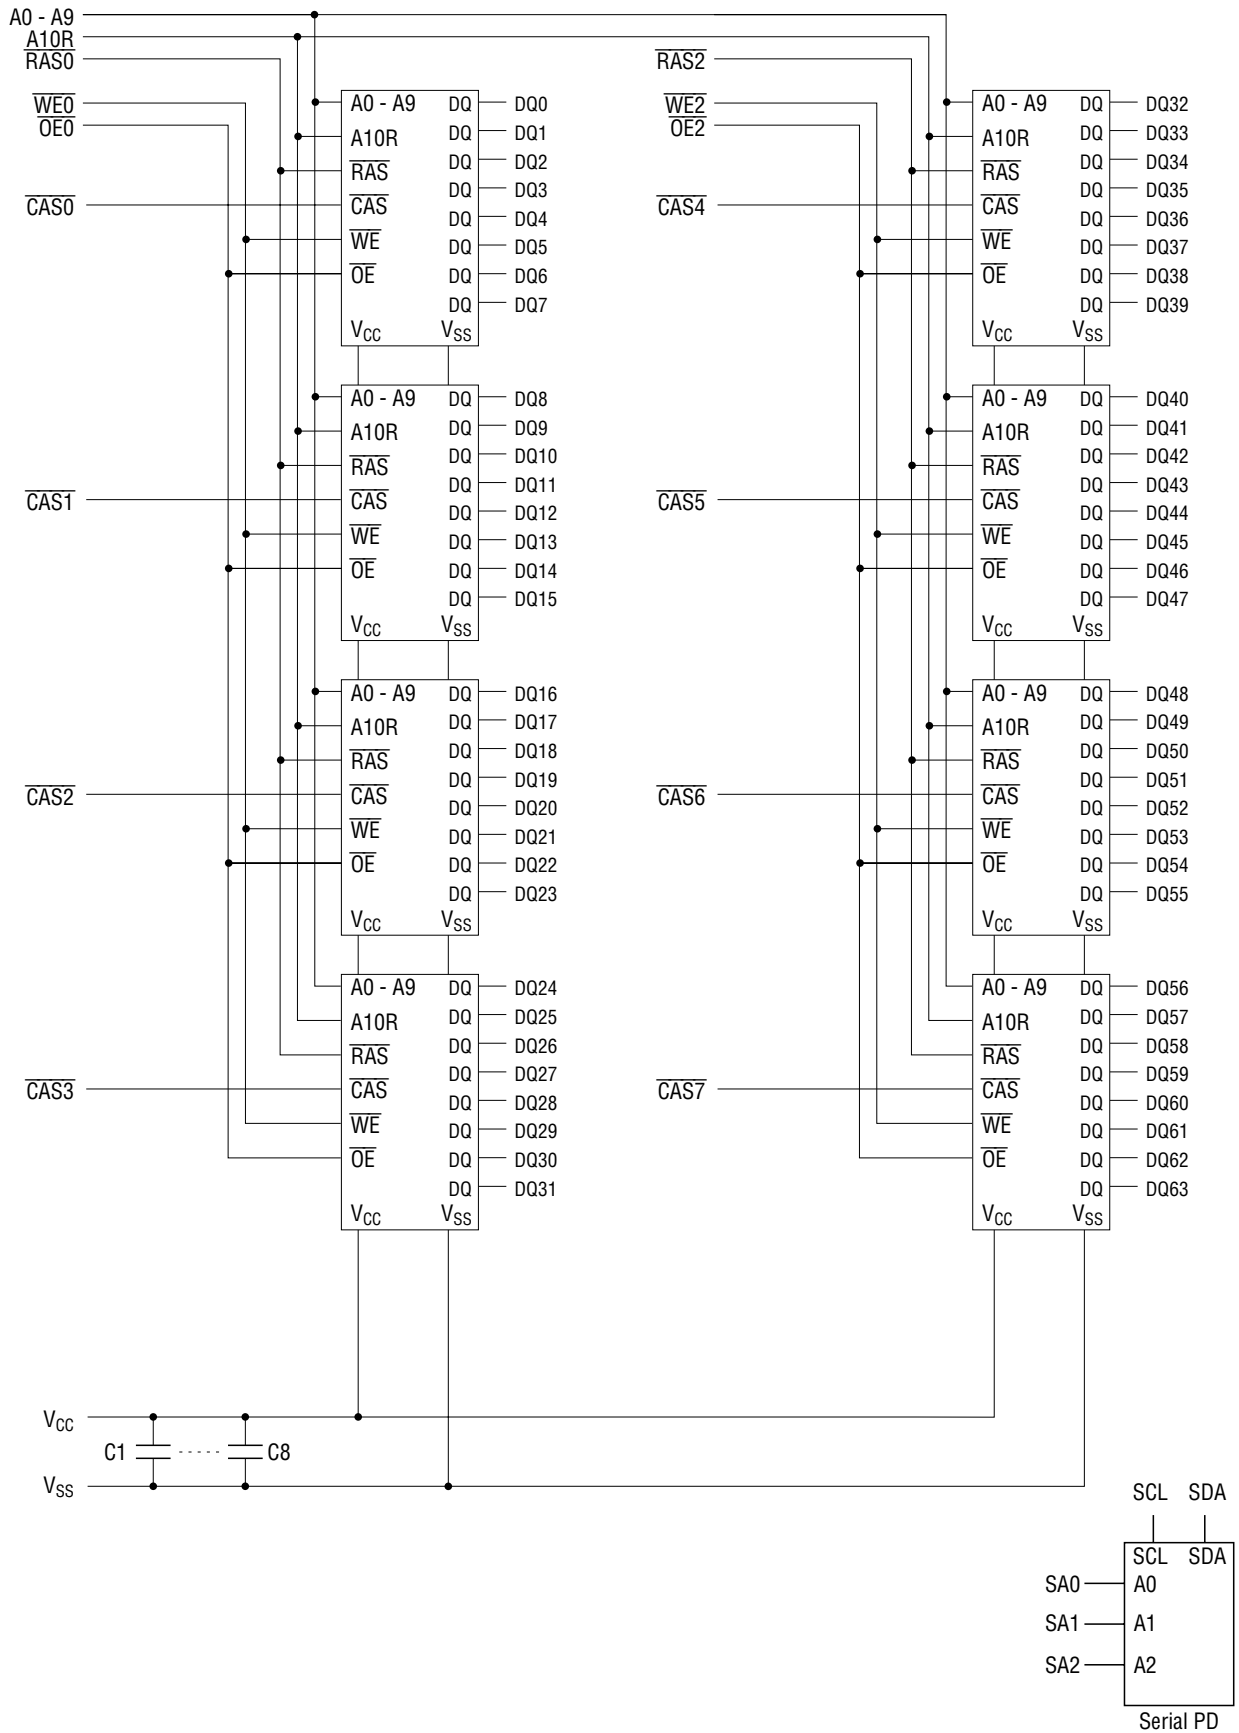 A0 - A9
A10R
RAS0
WE0
OE0
CAS0
A0 - A9 DQ DQ0
DQ DQ1
A10R
DQ DQ2
RAS
DQ DQ3
CAS
DQ DQ4
WE DQ DQ5
OE DQ DQ6
DQ DQ7
VCC VSS
CAS1
A0 - A9 DQ DQ8
DQ DQ9
A10R
DQ DQ10
RAS
DQ DQ11
CAS
DQ DQ12
WE DQ DQ13
OE DQ DQ14
DQ DQ15
VCC VSS
CAS2
A0 - A9 DQ DQ16
DQ DQ17
A10R
DQ DQ18
RAS
DQ DQ19
CAS
DQ DQ20
WE DQ DQ21
OE DQ DQ22
DQ DQ23
VCC VSS
CAS3
A0 - A9 DQ DQ24
DQ DQ25
A10R
DQ DQ26
RAS
DQ DQ27
CAS
DQ DQ28
WE DQ DQ29
OE DQ DQ30
DQ DQ31
VCC VSS
RAS2
WE2
OE2
CAS4
A0 - A9 DQ DQ32
DQ DQ33
A10R
DQ DQ34
RAS
DQ DQ35
CAS
DQ DQ36
WE DQ DQ37
OE DQ DQ38
DQ DQ39
VCC VSS
CAS5
A0 - A9 DQ DQ40
DQ DQ41
A10R
DQ DQ42
RAS
DQ DQ43
CAS
DQ DQ44
WE DQ DQ45
OE DQ DQ46
DQ DQ47
VCC VSS
CAS6
A0 - A9 DQ DQ48
DQ DQ49
A10R
DQ DQ50
RAS
DQ DQ51
CAS
DQ DQ52
WE DQ DQ53
OE DQ DQ54
DQ DQ55
VCC VSS
CAS7
A0 - A9 DQ DQ56
DQ DQ57
A10R
DQ DQ58
RAS
DQ DQ59
CAS
DQ DQ60
WE DQ DQ61
OE DQ DQ62
DQ DQ63
VCC VSS
VCC
C1 C8
VSS
SCL SDA
SCL SDA
SA0 A0
SA1 A1
SA2 A2
Serial PD